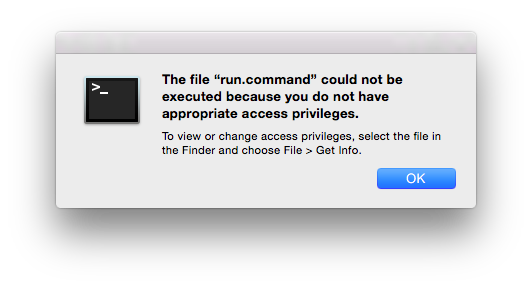 >_
The file “run.command” could not be
executed because you do not have
appropriate access privileges.
To view or change access privileges, select the file in
the Finder and choose File > Get Info.
OK